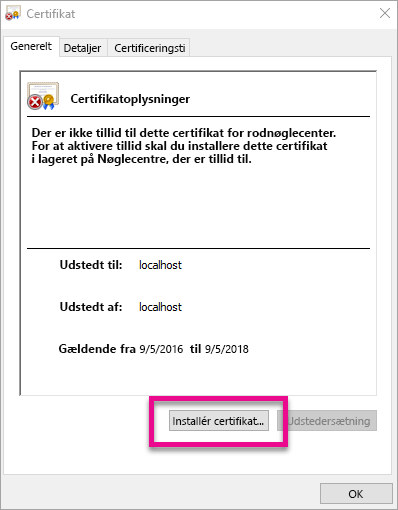 Certifikat
Generelt
Detaljer
Certificeringsti
Certifikatoplysninger
Der er ikke tillid til dette certifikat for rodnøglecenter.
For at aktivere tillid skal du installere dette certifikat
i lageret på Nøglecentre, der er tillid til.
Udstedt til: localhost
Udstedt af: localhost
Gældende fra 9/5/2016 til 9/5/2018
Installér certifikat...
Udstedersætning
OK